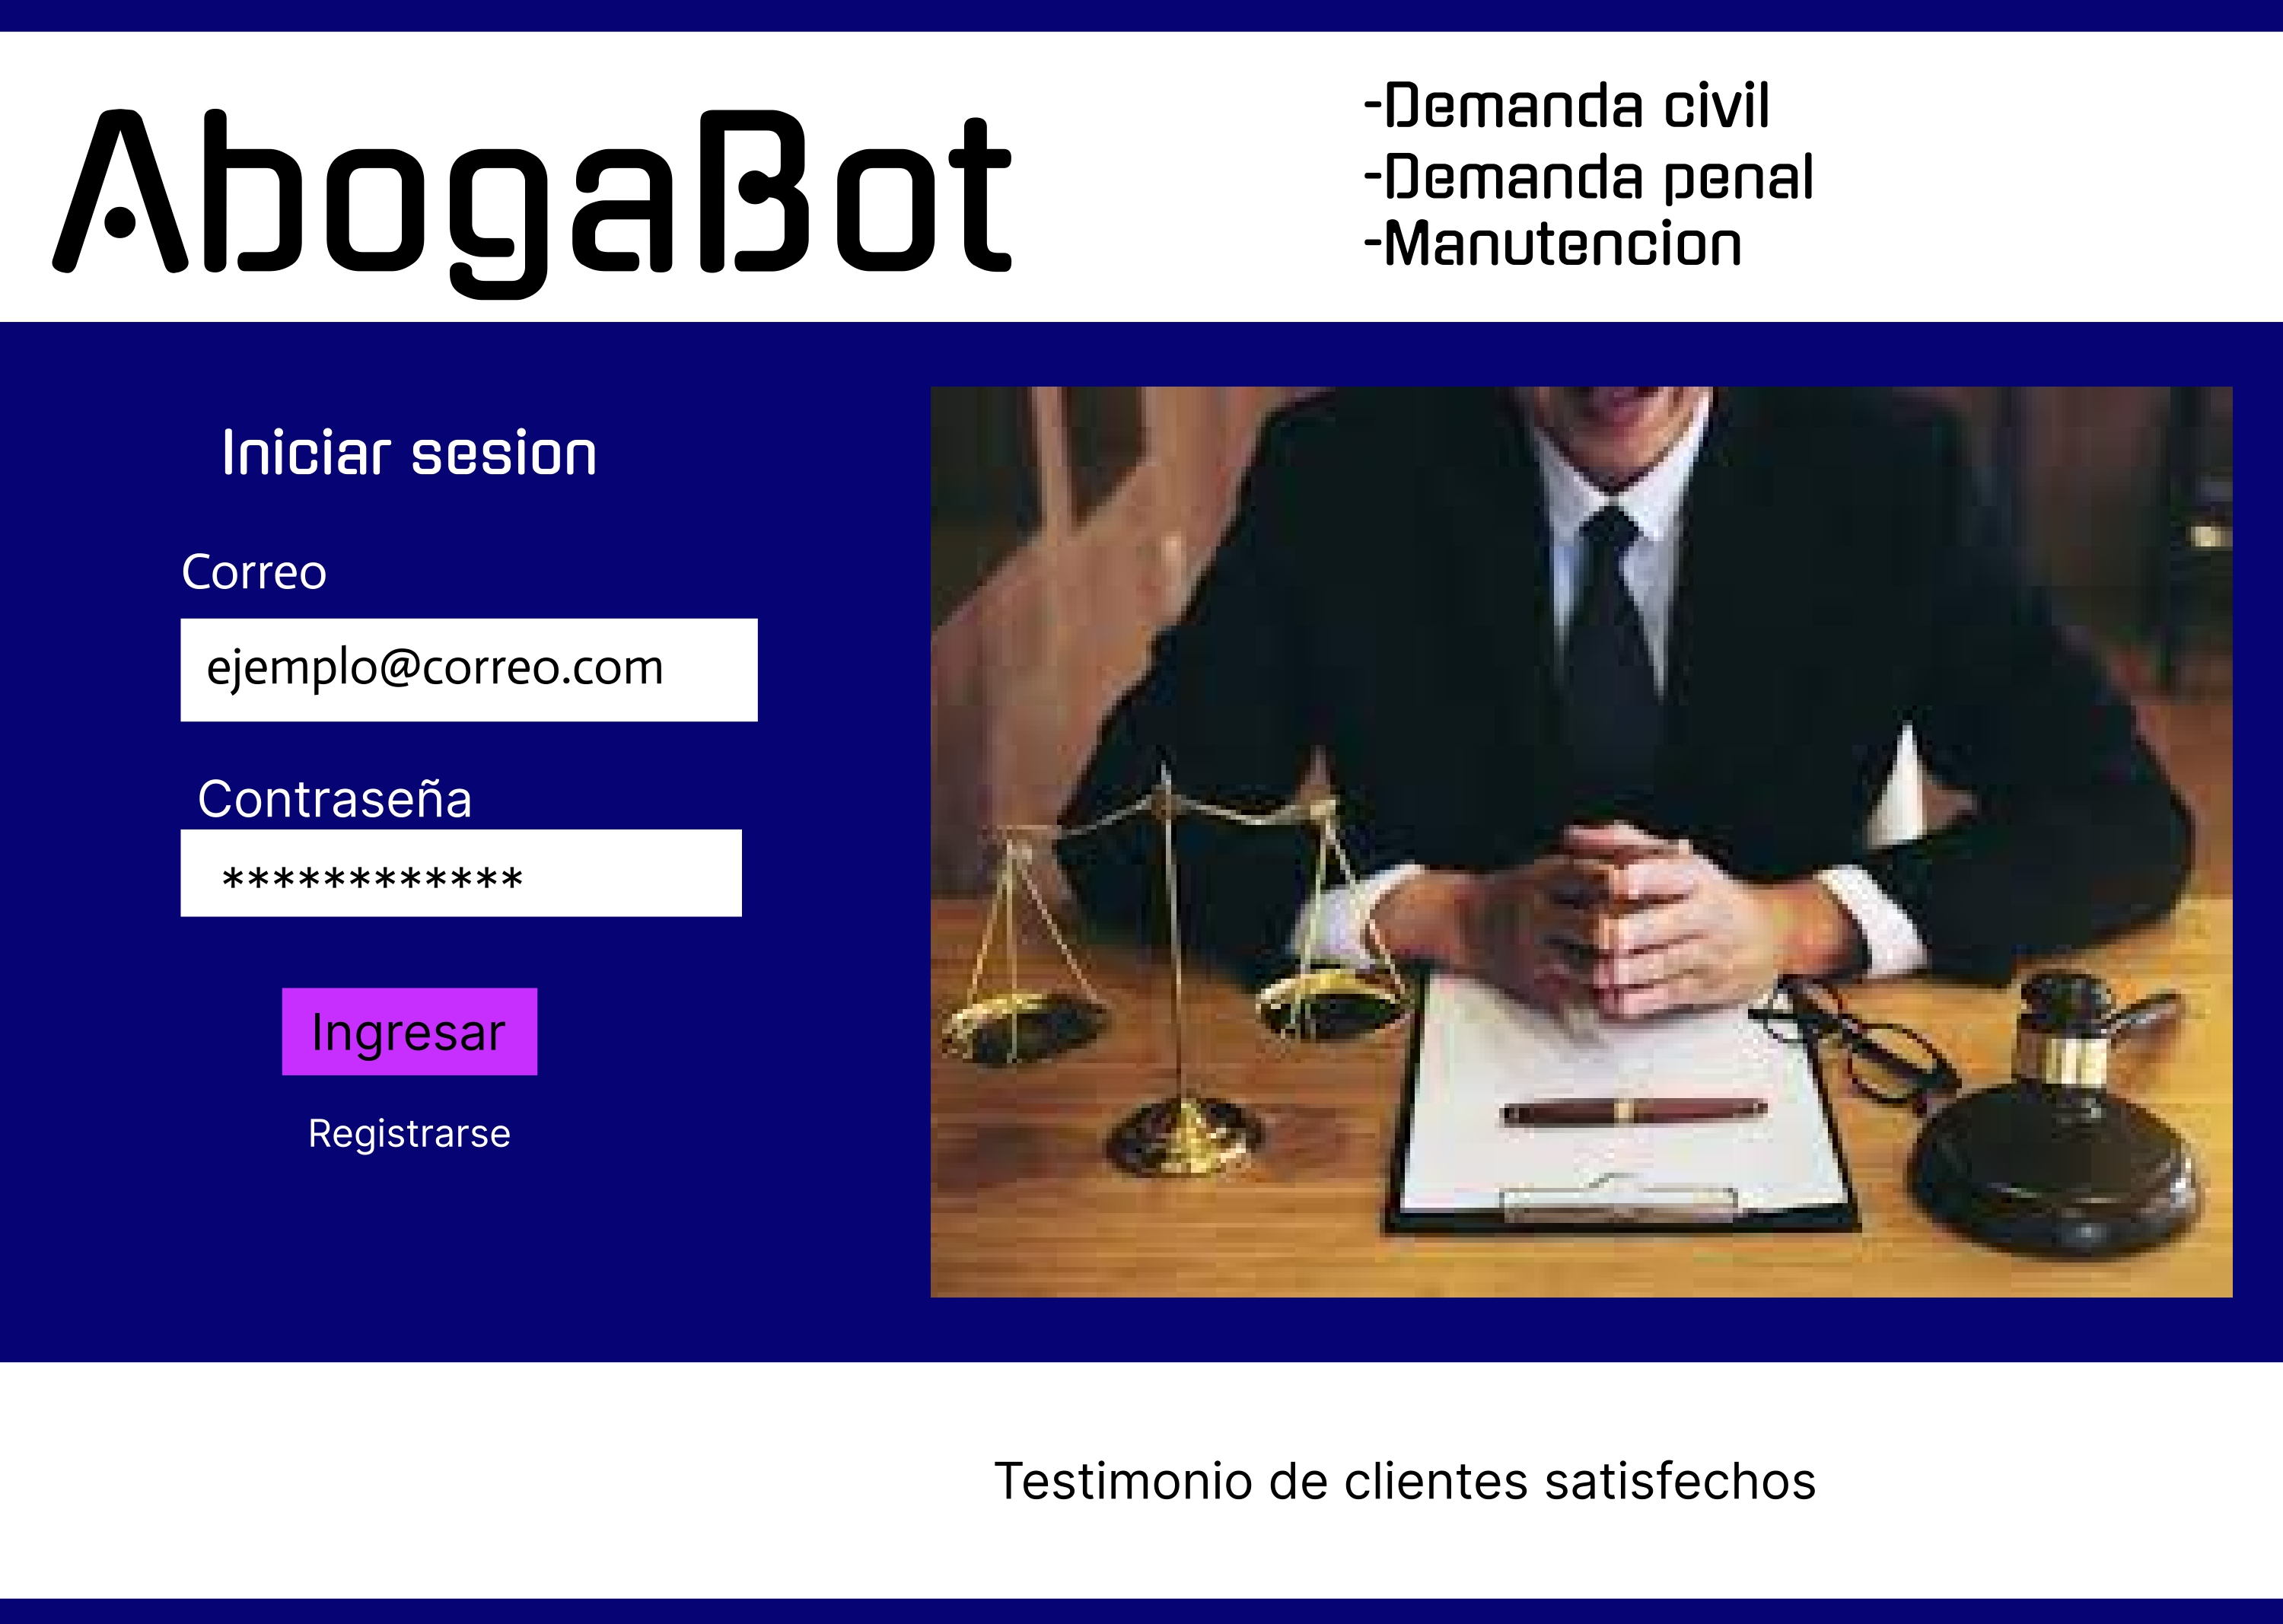 AbogaBot
-Demanda civil
-Demanda penal
-Manutencion
Iniciar sesion
Correo
ejemplo@correo.com
Contraseña
************
Ingresar
Registrarse
Testimonio de clientes satisfechos